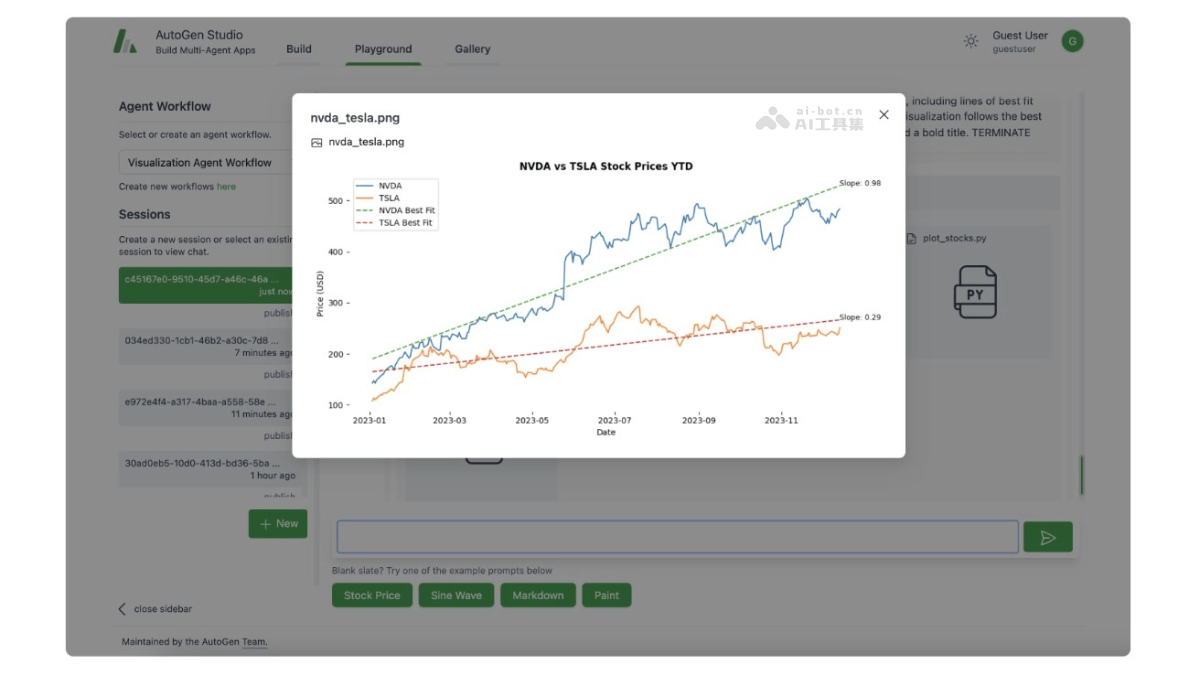 AutoGen Studio
Build Multi-Agent Apps
Build
Playground
Gallery
Guest User
guestuser
G
Agent Workflow
Select or create an agent workflow.
Visualization Agent Workflow
Create new workflows here
Sessions
Create a new session or select an existin
session to view chat.
c45167e0-9510-45d7-a46c-46a ...
just now
publis
034ed330-1cb1-46b2-a30c-7d8 ...
7 minutes ago
publis
e972e4f4-a317-4baa-a558-58e ...
11 minutes ago
publis
30ad0eb5-10d0-413d-bd36-5ba ...
1 hour ago
publish
+ New
close sidebar
Maintained by the AutoGen Team.
nvda_tesla.png
nvda_tesla.png
ai-bot.cn
AI工具集
NVDA vs TSLA Stock Prices YTD
NVDA
TSLA
NVDA Best Fit
TSLA Best Fit
Slope: 0.98
Slope: 0.29
Price (USD)
500
400
300
200
100
2023-01
2023-03
2023-05
2023-07
2023-09
2023-11
Date
, including lines of best fit
isualization follows the best
d a bold title. TERMINATE
plot_stocks.py
PY
Blank slate? Try one of the example prompts below
Stock Price
Sine Wave
Markdown
Paint